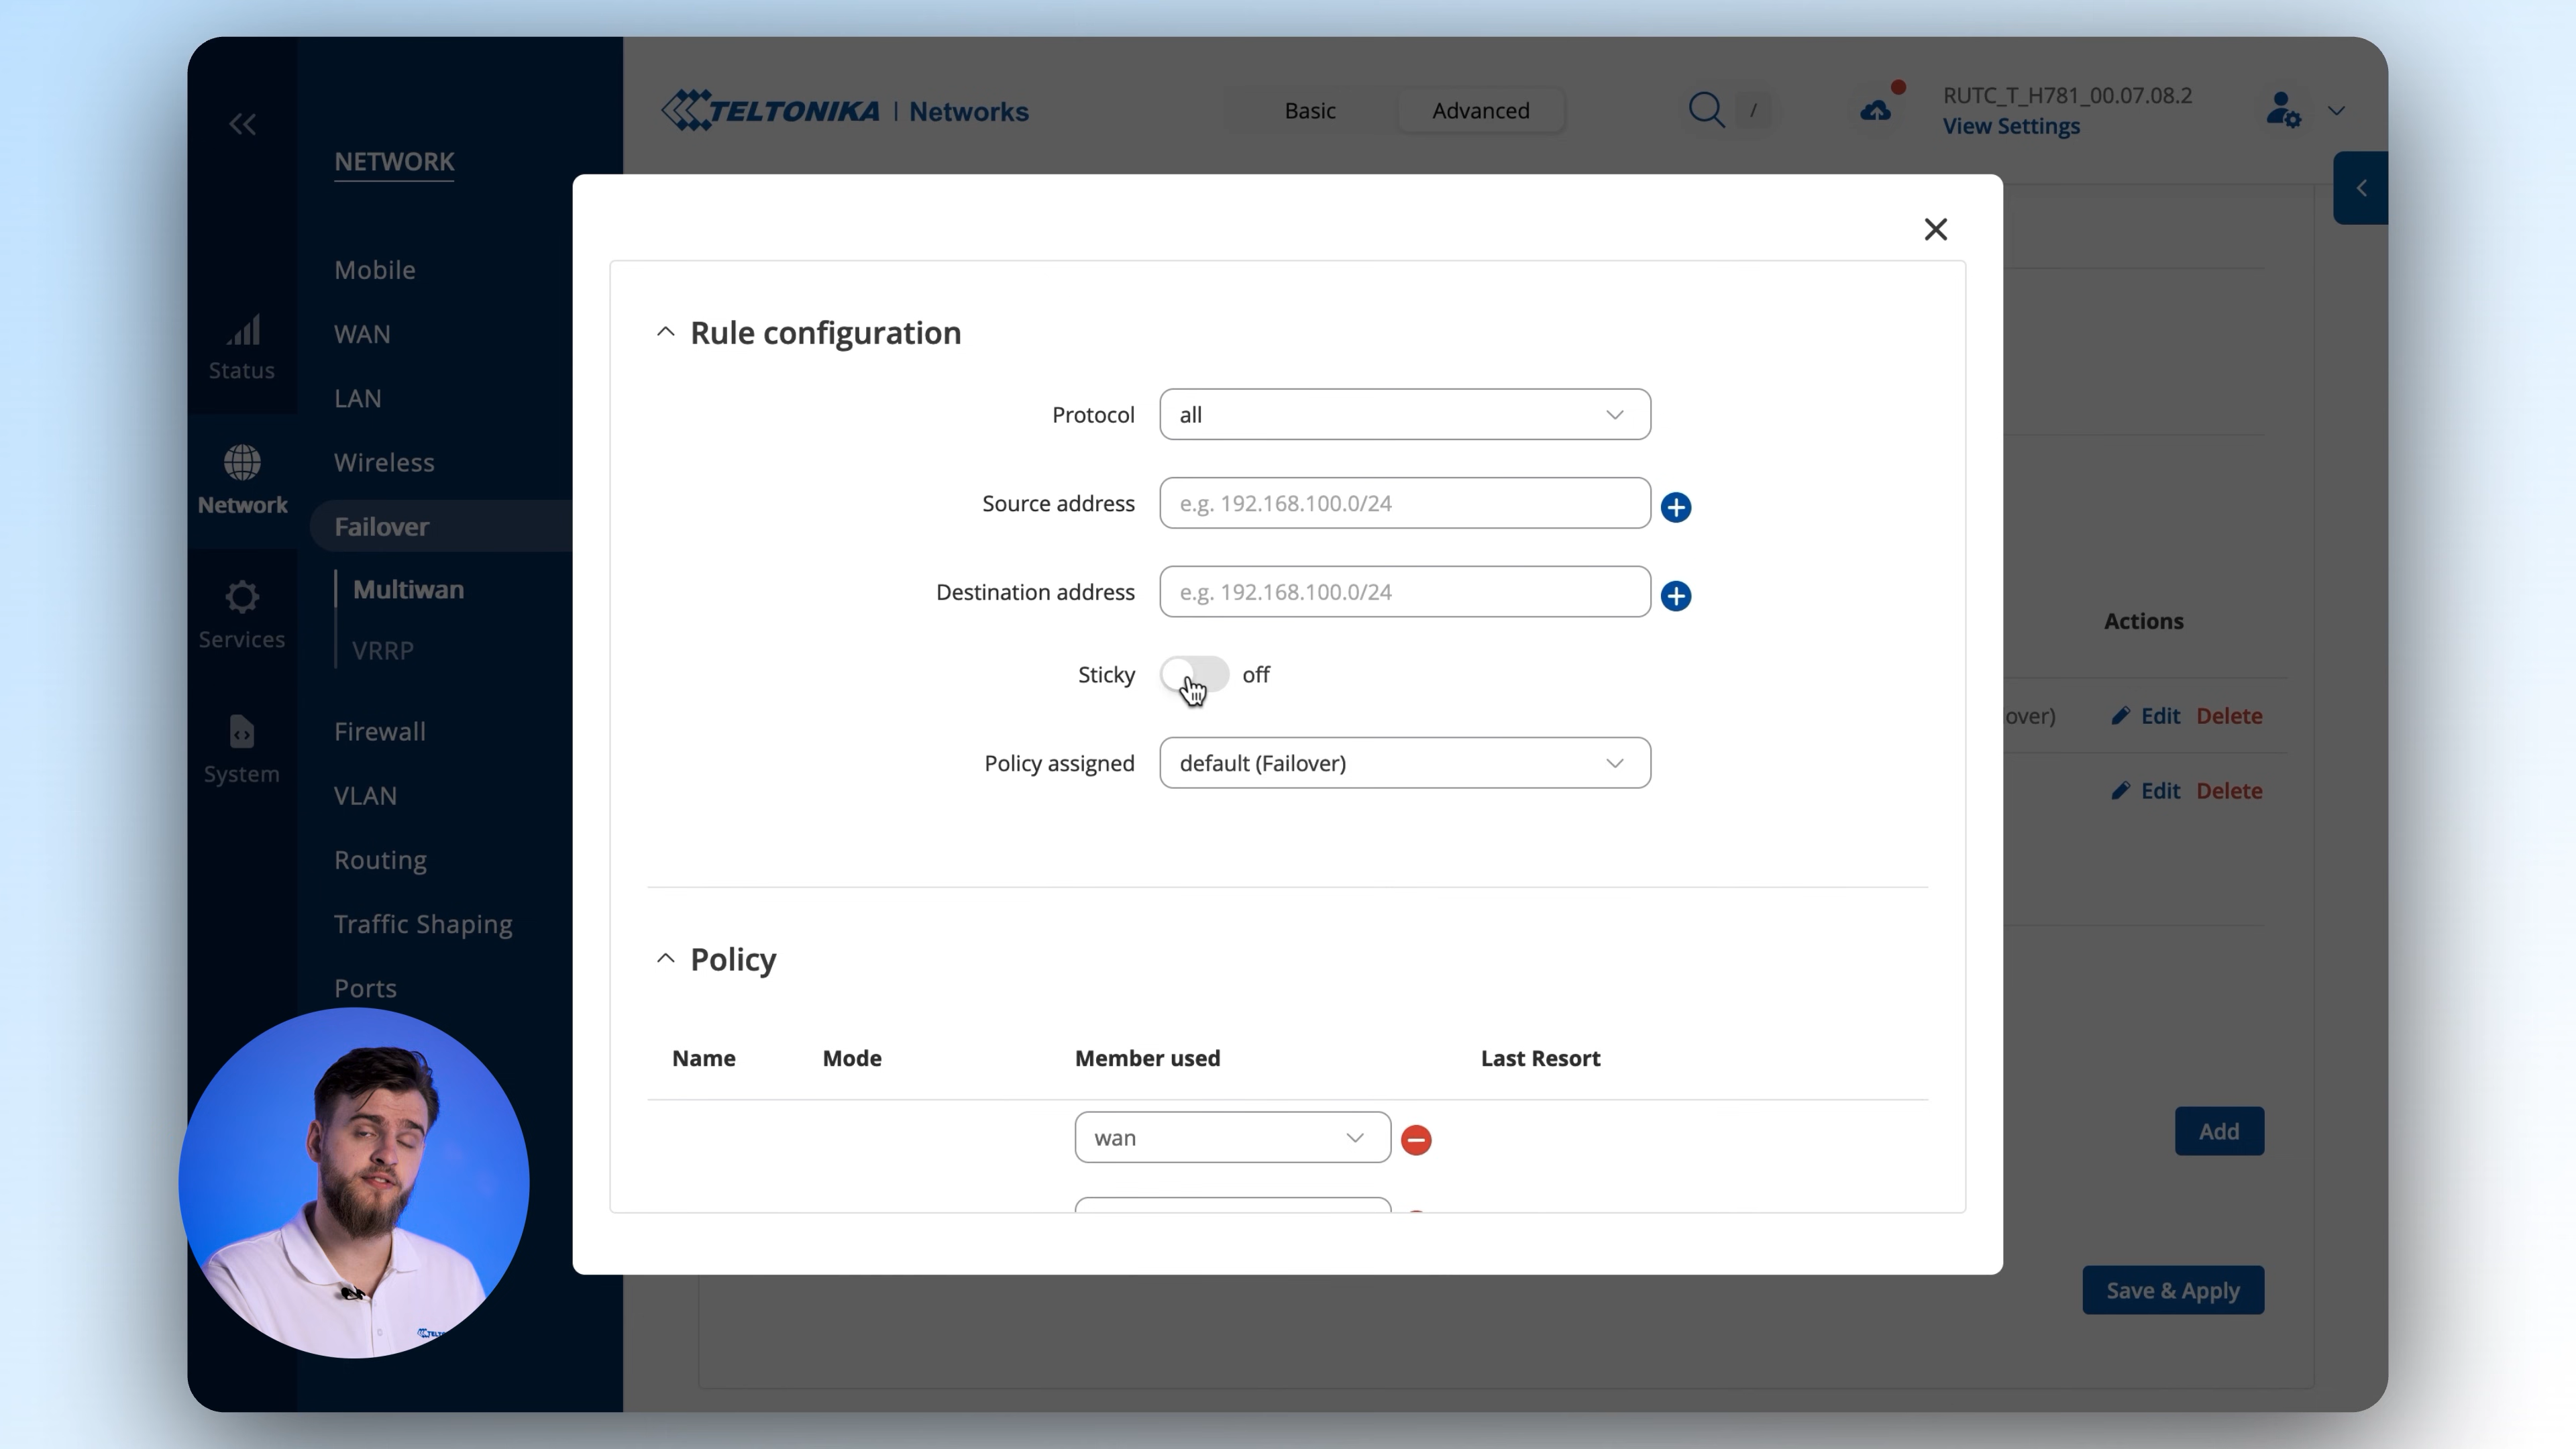 TELTONIKA | Networks
Basic
Advanced
/
RUTC_T_H781_00.07.08.2
View Settings
Status
Network
Services
System
NETWORK
Mobile
WAN
LAN
Wireless
Failover
Multiwan
VRRP
Firewall
VLAN
Routing
Traffic Shaping
Ports
Rule configuration
Protocol all
Source address e.g. 192.168.100.0/24
Destination address e.g. 192.168.100.0/24
Sticky off
Policy assigned default (Failover)
Policy
Name Mode Member used Last Resort
wan
Actions
over) Edit Delete
Edit Delete
Add
Save & Apply